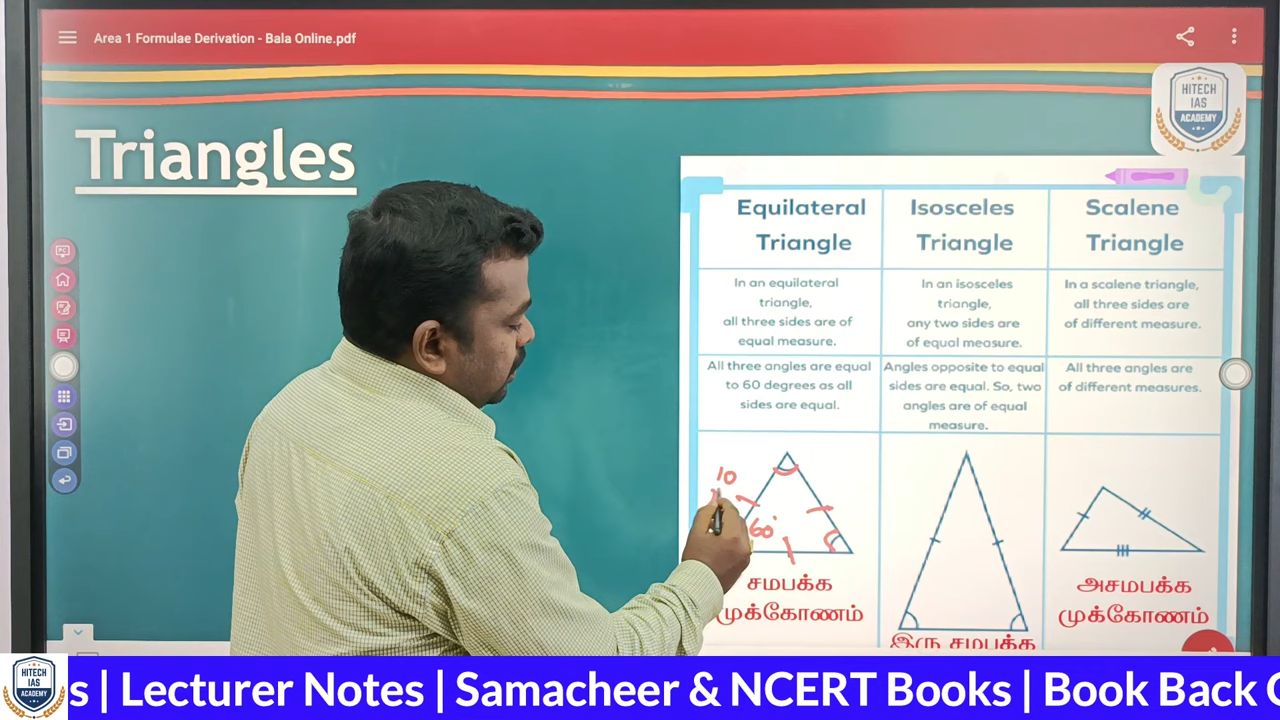 Area 1 Formulae Derivation - Bala Online.pdf
HITECH
IAS
ACADEMY
Triangles
Equilateral
Triangle
In an equilateral
triangle,
all three sides are of
equal measure.
All three angles are equal
to 60 degrees as all
sides are equal.
10
60°
சமபக்க
முக்கோணம்
Isosceles
Triangle
In an isosceles
triangle,
any two sides are
of equal measure.
Angles opposite to equal
sides are equal. So, two
angles are of equal
measure.
இரு சமபக்க
Scalene
Triangle
In a scalene triangle,
all three sides are
of different measure.
All three angles are
of different measures.
அசமபக்க
முக்கோணம்
HITECH
IAS
ACADEMY
s | Lecturer Notes | Samacheer & NCERT Books | Book Back